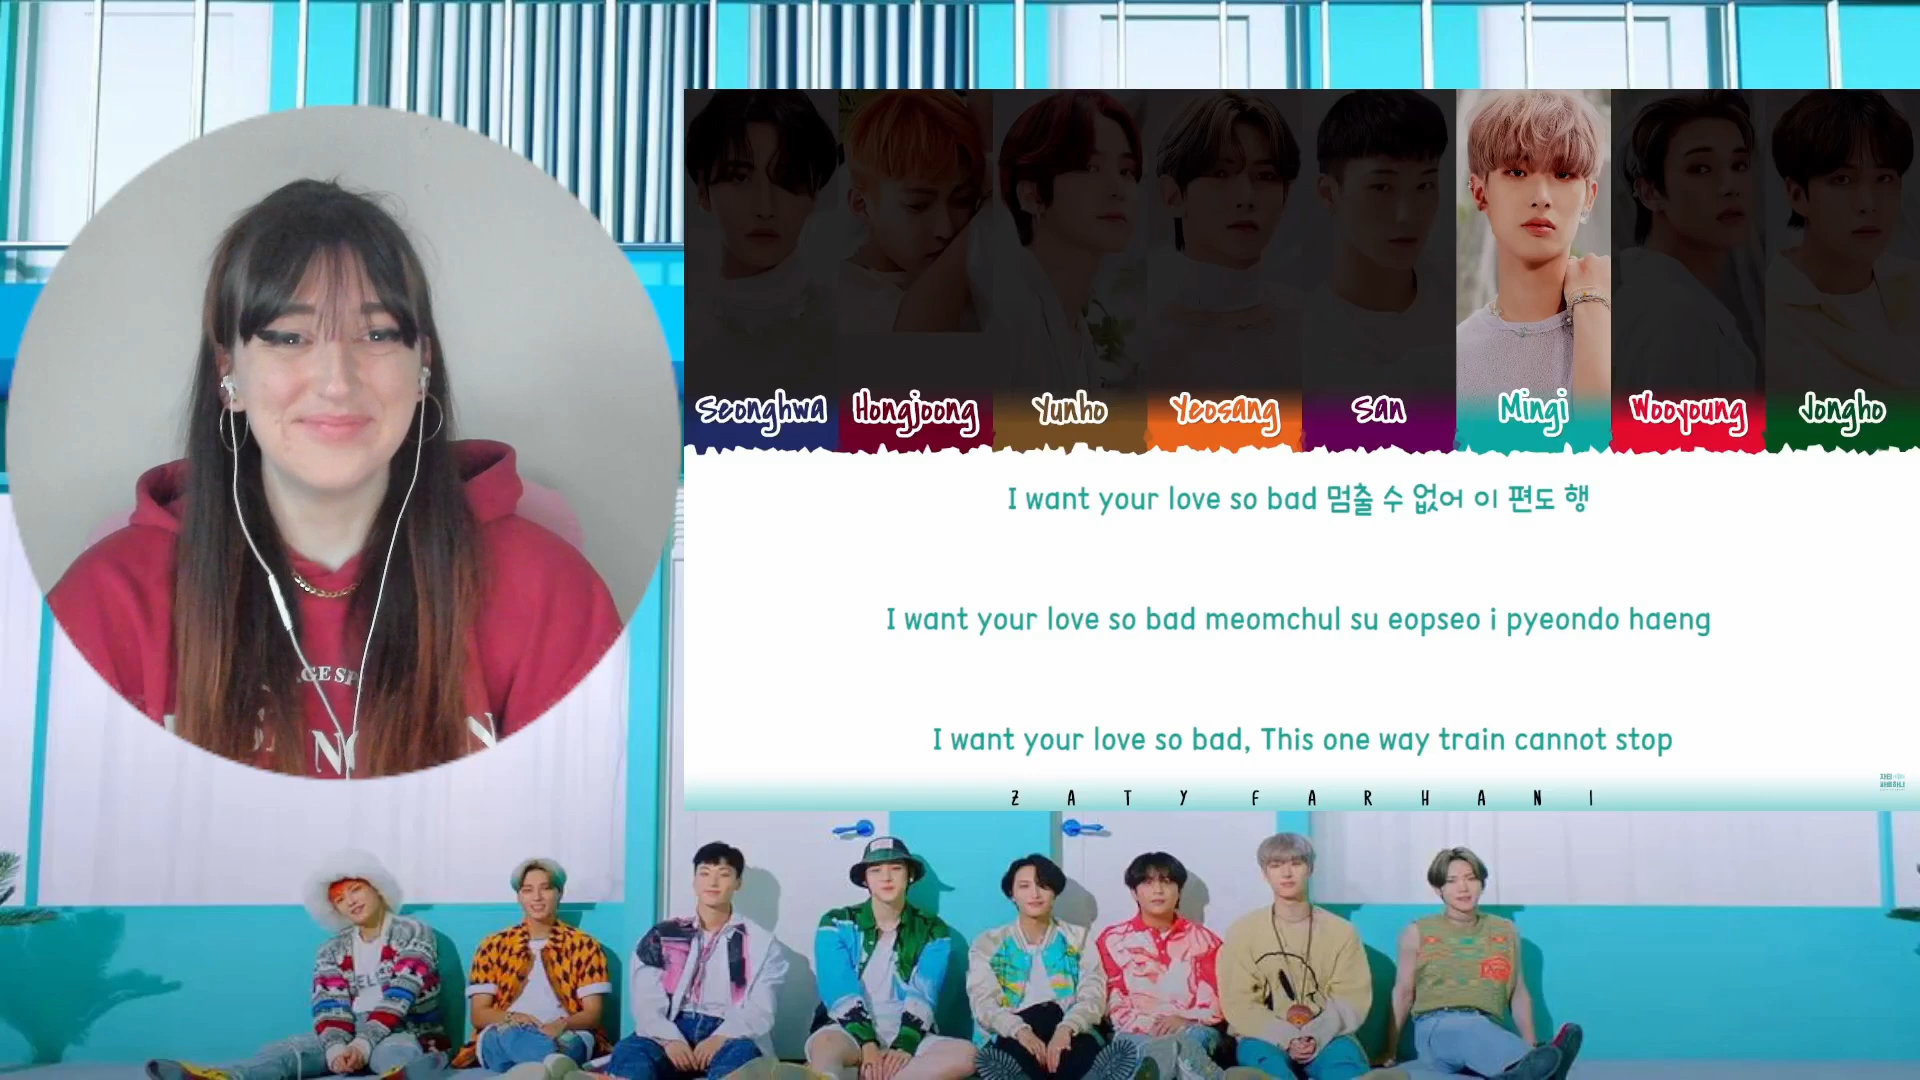 Seonghwa Hongjoong Yunho Yeosang San Mingi Wooyoung Jongho
I want your love so bad 멈출 수 없어 이 편도 행
I want your love so bad meomchul su eopseo i pyeondo haeng
I want your love so bad, This one way train cannot stop
ZATY FARHANI